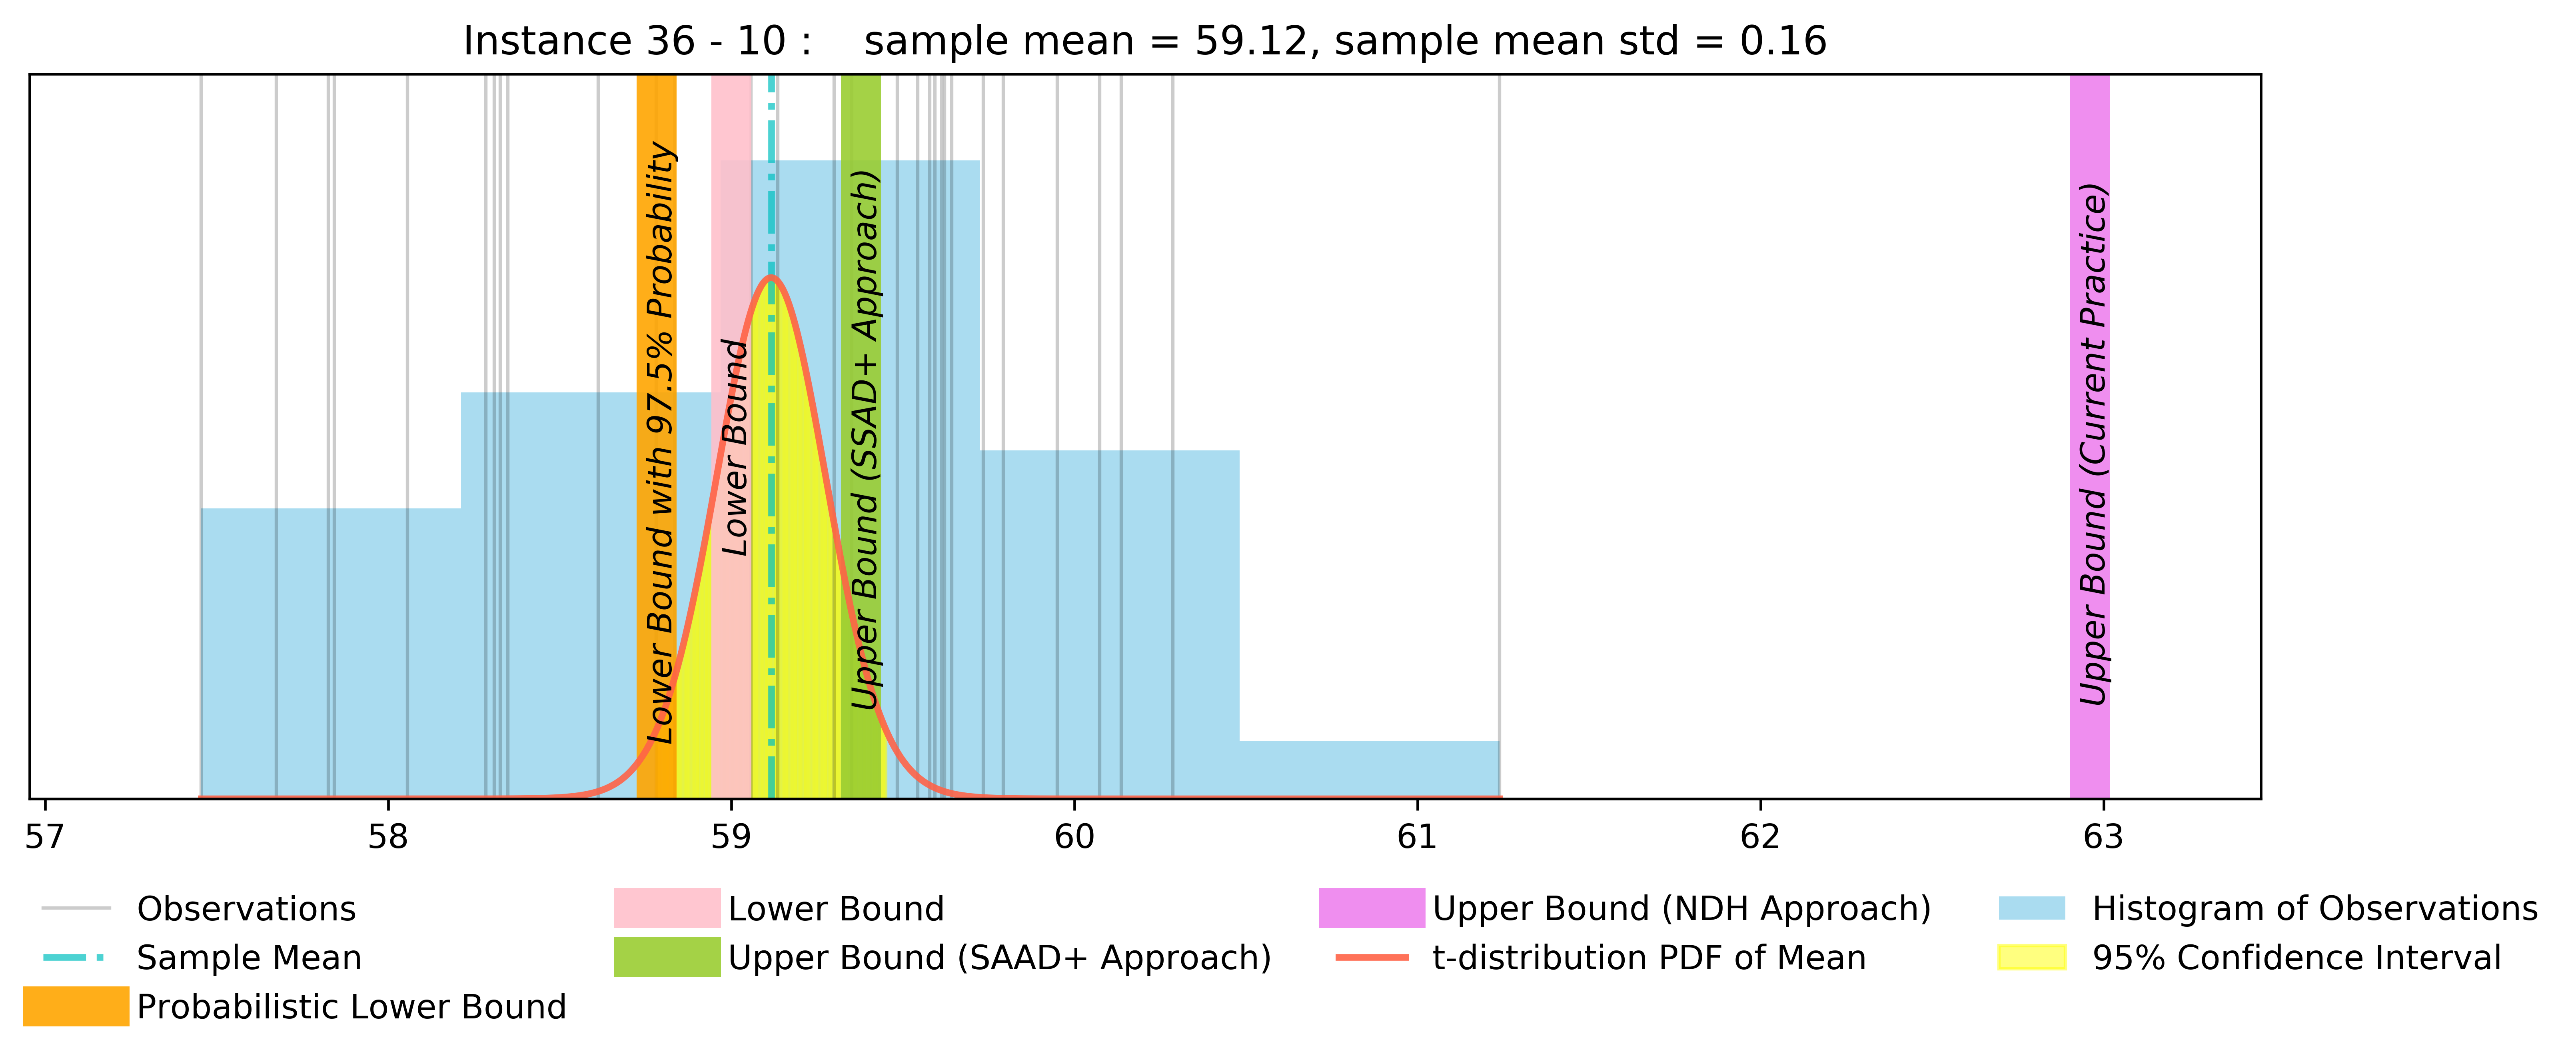 Instance 36 - 10 :    sample mean = 59.12, sample mean std = 0.16
Lower Bound with 97.5% Probability
Lower Bound
Upper Bound (SSAD+ Approach)
Upper Bound (Current Practice)
57 58 59 60 61 62 63
Observations
Sample Mean
Probabilistic Lower Bound
Lower Bound
Upper Bound (SAAD+ Approach)
Upper Bound (NDH Approach)
t-distribution PDF of Mean
Histogram of Observations
95% Confidence Interval